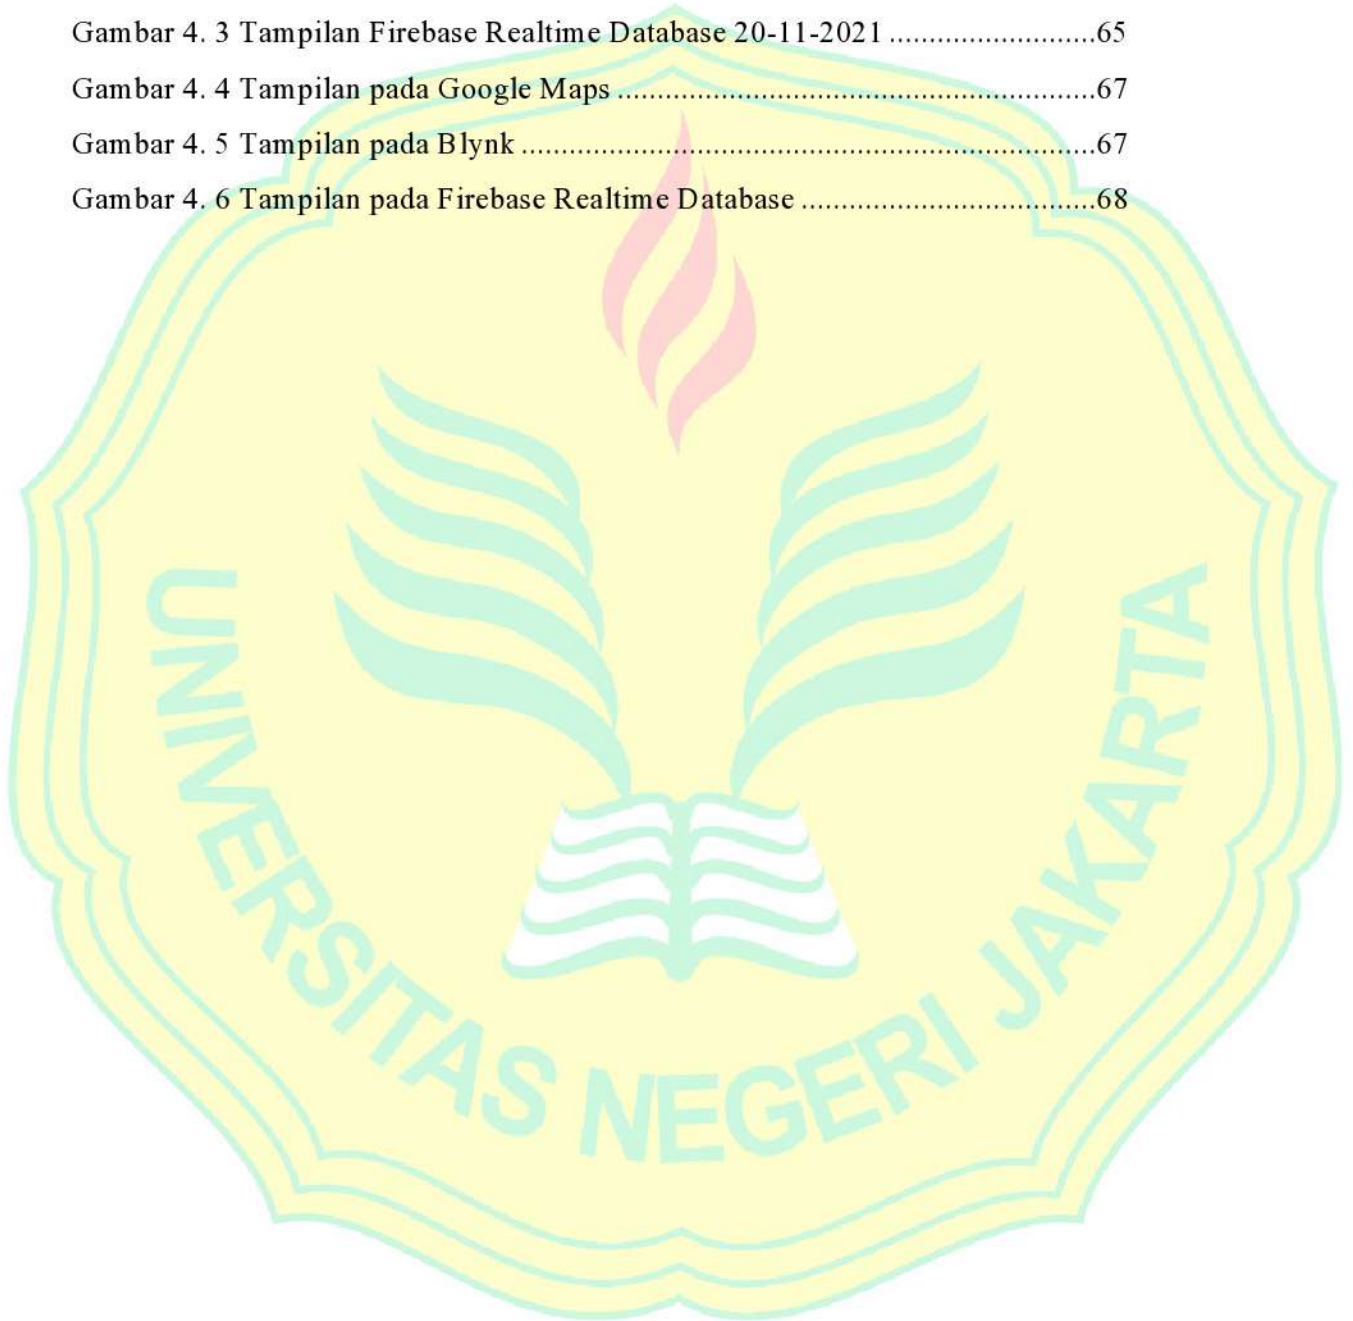 Gambar 4. 3 Tampilan Firebase Realtime Database 20-11-2021 ..........................65
Gambar 4. 4 Tampilan pada Google Maps ............................................................67
Gambar 4. 5 Tampilan pada Blynk ........................................................................67
Gambar 4. 6 Tampilan pada Firebase Realtime Database .....................................68
UNIVERSITAS NEGERI JAKARTA